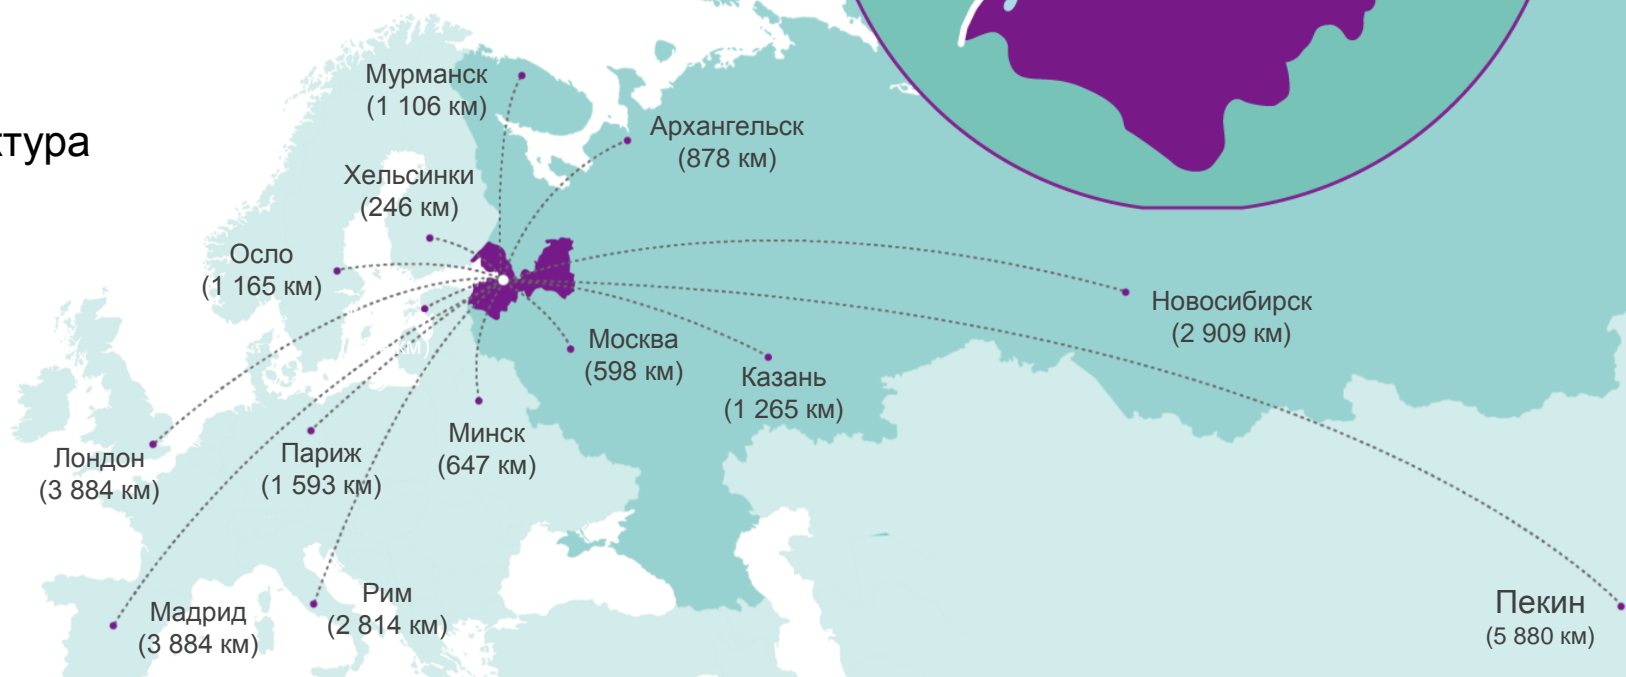 Мурманск
(1 106 км)
ктура
Архангельск
(878 км)
Хельсинки
(246 км)
Осло
(1 165 км)
Новосибирск
(2 909 км)
Москва
(598 км)
км)
Казань
(1 265 км)
Минск
(647 км)
Париж
(1 593 км)
Лондон
(3 884 км)
Рим
(2 814 км)
Мадрид
(3 884 км)
Пекин
(5 880 км)